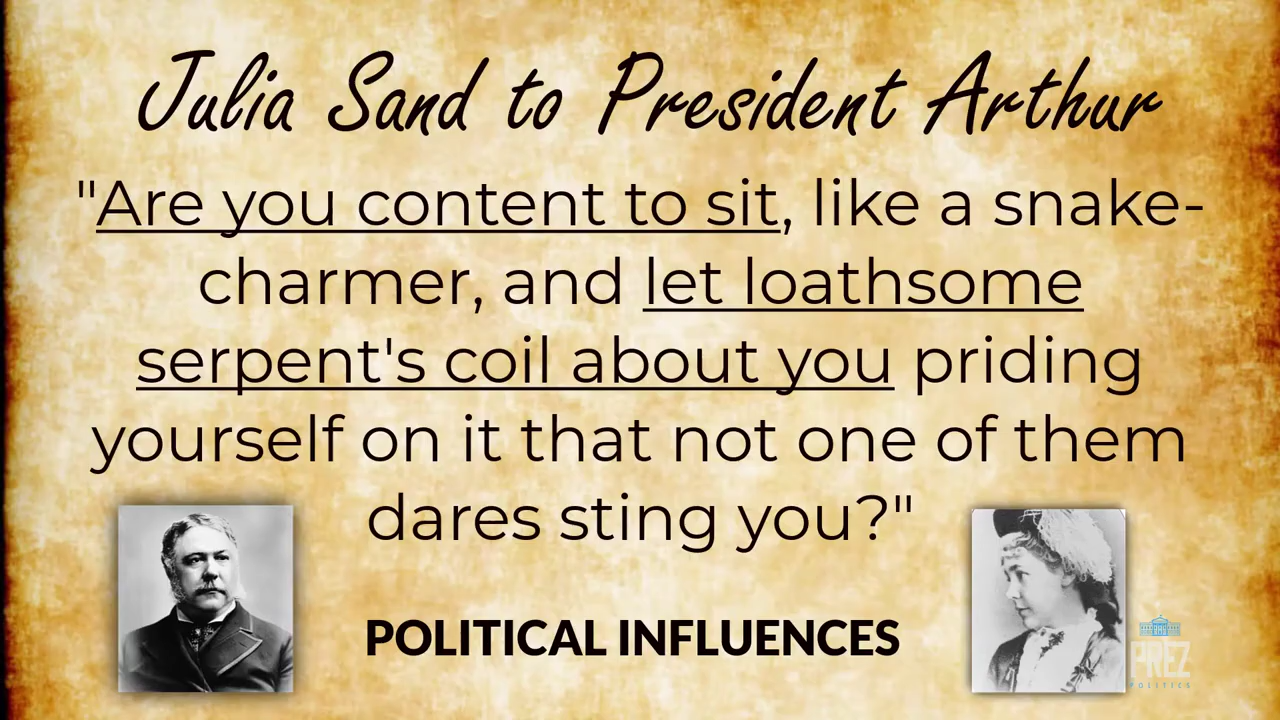 Julia Sand to President Arthur
"Are you content to sit, like a snake-
charmer, and let loathsome
serpent's coil about you priding
yourself on it that not one of them
dares sting you?"
POLITICAL INFLUENCES
PREZ
POLITICS